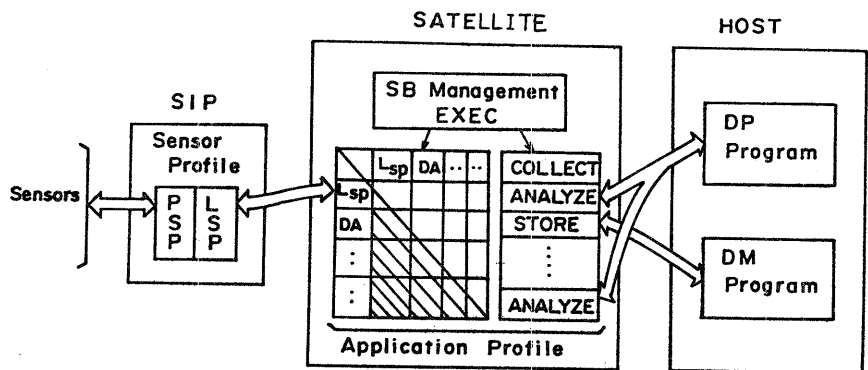 SATELLITE
HOST
SIP
Sensor
Profile
Sensors
P
S
P
L
S
P
SB Management
EXEC
Lsp
DA
.. ..
Lsp
DA
:
:
COLLECT
ANALYZE
STORE
:
ANALYZE
Application Profile
DP
Program
DM
Program